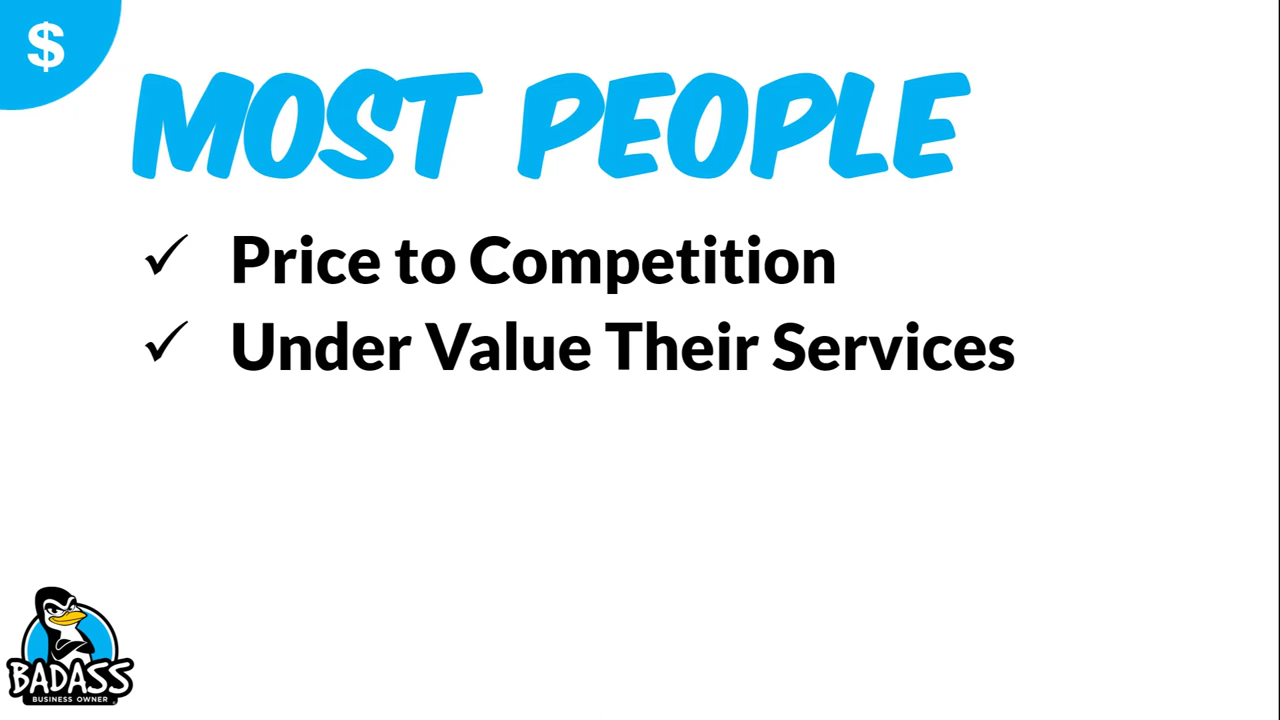 $
MOST PEOPLE
✓ Price to Competition
✓ Under Value Their Services
BADASS
BUSINESS OWNER